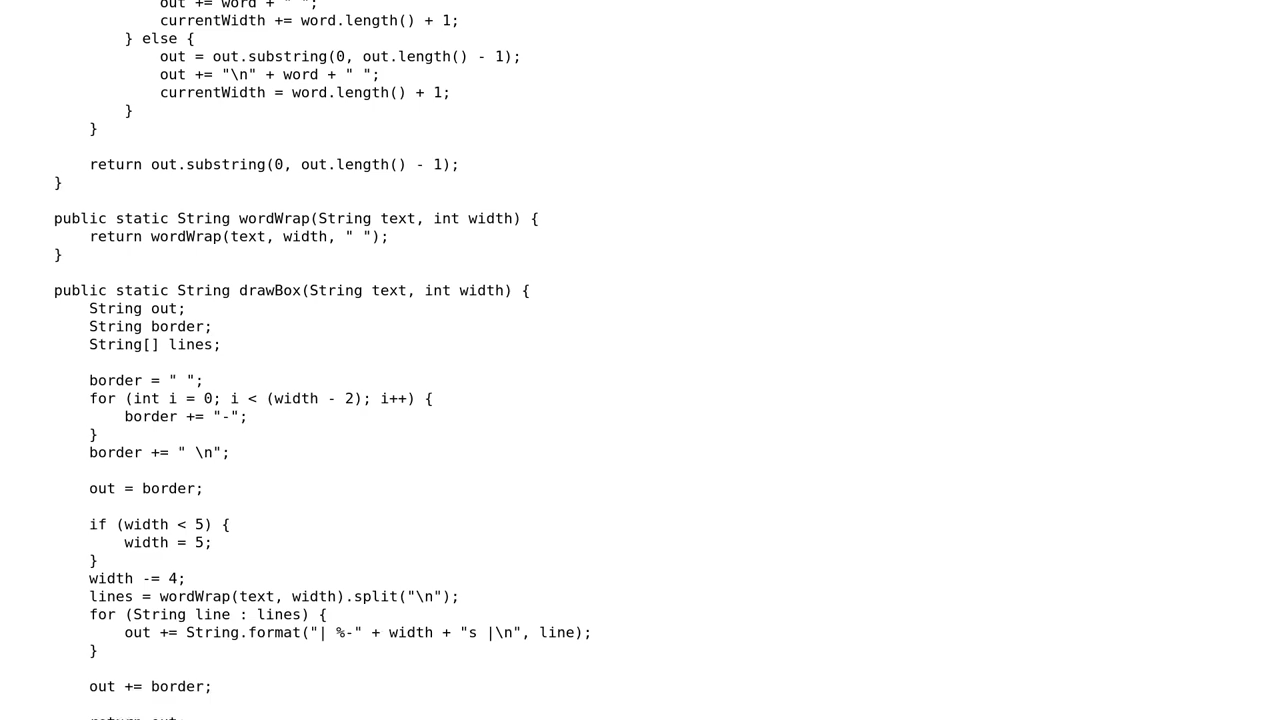 out += word + " ";
            currentWidth += word.length() + 1;
        } else {
            out = out.substring(0, out.length() - 1);
            out += "\n" + word + " ";
            currentWidth = word.length() + 1;
        }
    }

    return out.substring(0, out.length() - 1);
}

public static String wordWrap(String text, int width) {
    return wordWrap(text, width, " ");
}

public static String drawBox(String text, int width) {
    String out;
    String border;
    String[] lines;

    border = " ";
    for (int i = 0; i < (width - 2); i++) {
        border += "-";
    }
    border += " \n";

    out = border;

    if (width < 5) {
        width = 5;
    }
    width -= 4;
    lines = wordWrap(text, width).split("\n");
    for (String line : lines) {
        out += String.format("| %-" + width + "s |\n", line);
    }

    out += border;

    return out;